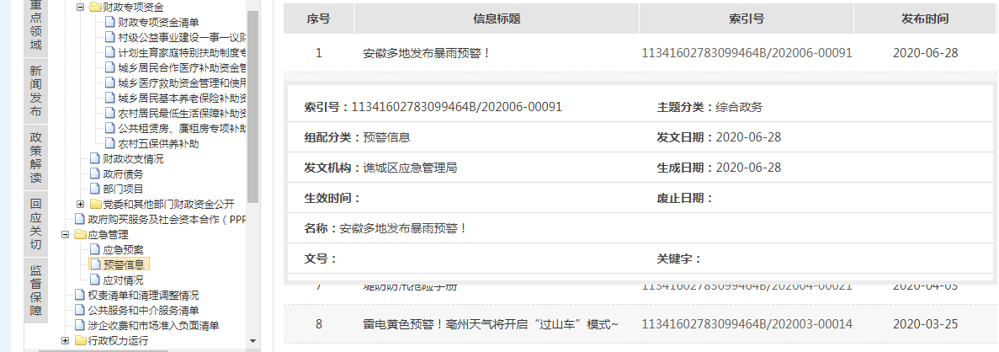 重点领域
新闻发布
政策解读
回应关切
监督保障
财政专项资金
财政专项资金清单
村级公益事业建设一事一议财
计划生育家庭特别扶助制度专
城乡居民合作医疗补助资金管
城乡医疗救助资金管理和使用
城乡居民基本养老保险补助资
农村居民最低生活保障补助资
公共租赁房、廉租房专项补助
农村五保供养补助
财政收支情况
政府债务
部门项目
党委和其他部门财政资金公开
政府购买服务及社会资本合作（PPP
应急管理
应急预案
预警信息
应对情况
权责清单和清理调整情况
公共服务和中介服务清单
涉企收费和市场准入负面清单
行政权力运行
序号 信息标题 索引号 发布时间
1 安徽多地发布暴雨预警！ 11341602783099464B/202006-00091 2020-06-28
索引号：11341602783099464B/202006-00091 主题分类：综合政务
组配分类：预警信息 发文日期：2020-06-28
发文机构：谯城区应急管理局 生成日期：2020-06-28
生效时间： 废止日期：
名称：安徽多地发布暴雨预警！
文号： 关键字：
7 堤防防汛抢险手册 11341602783099464B/202004-00021 2020-04-03
8 雷电黄色预警！亳州天气将开启“过山车”模式~ 11341602783099464B/202003-00014 2020-03-25